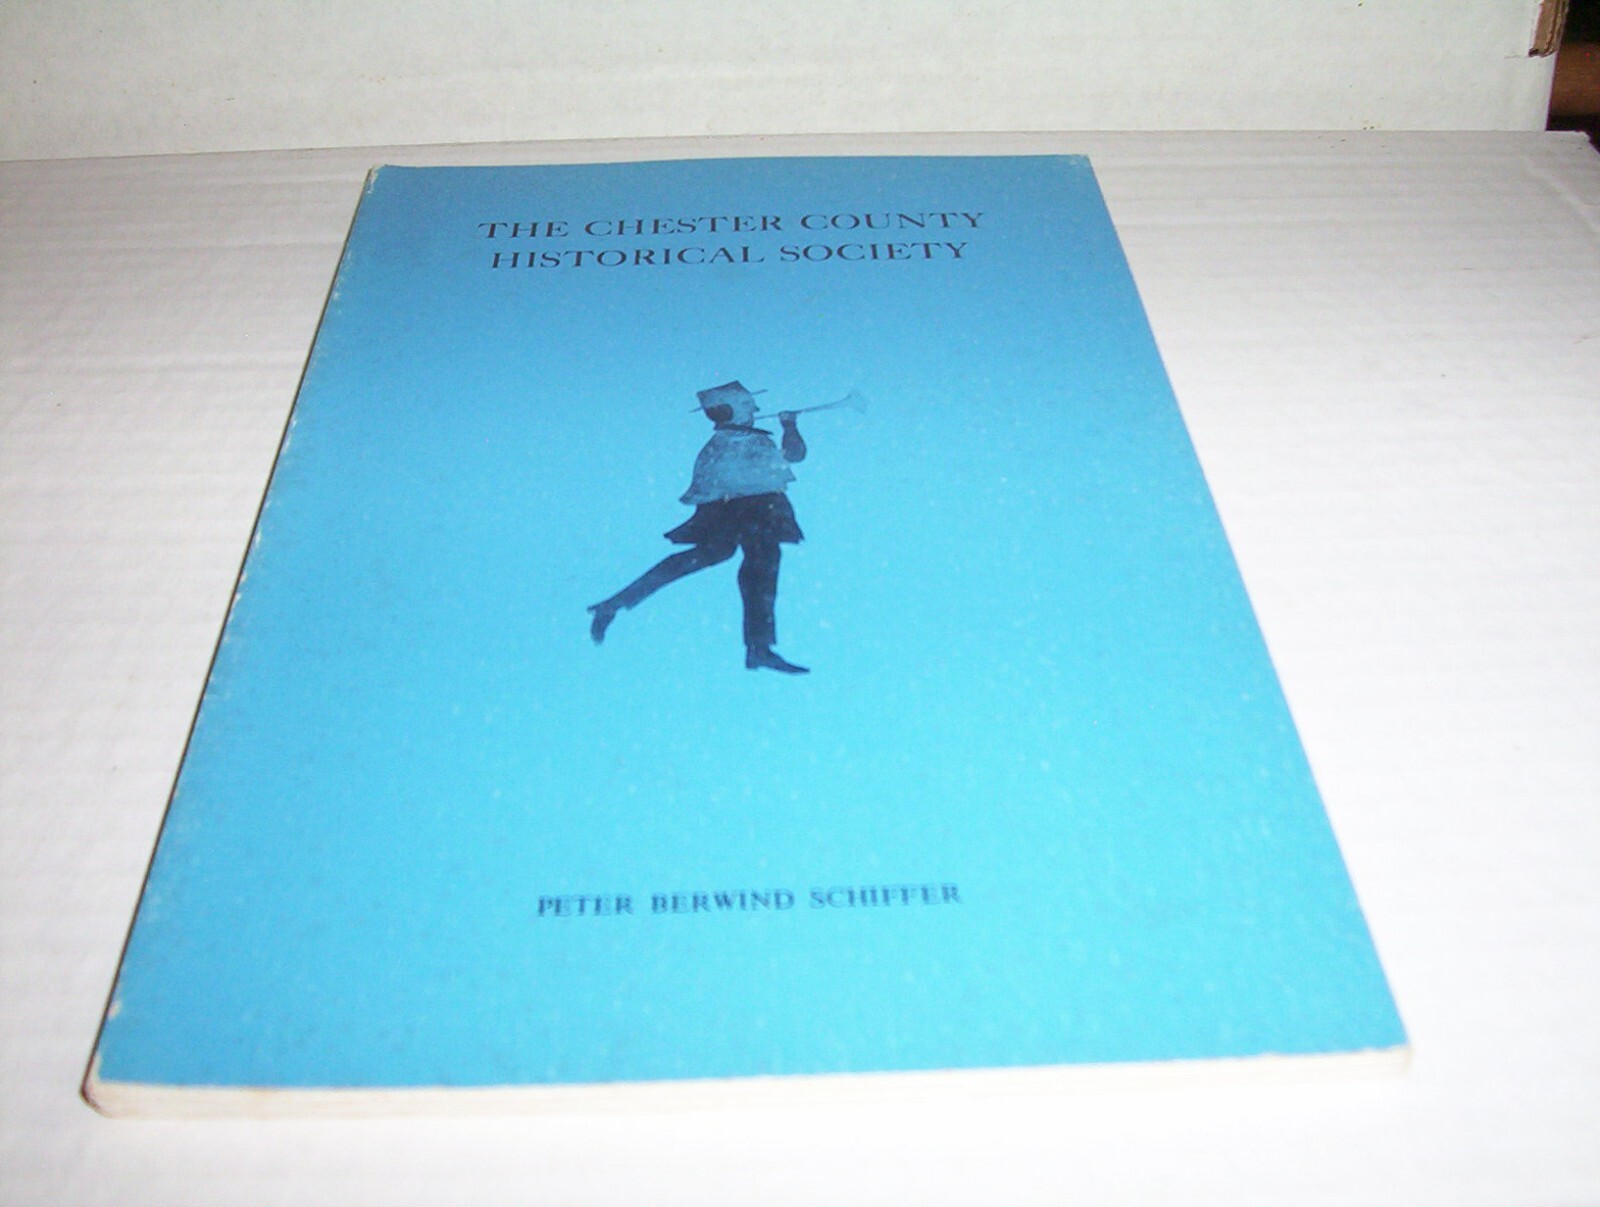 THE CHESTER COUNTY
HISTORICAL SOCIETY
PETER BERWIND SCHIFFER